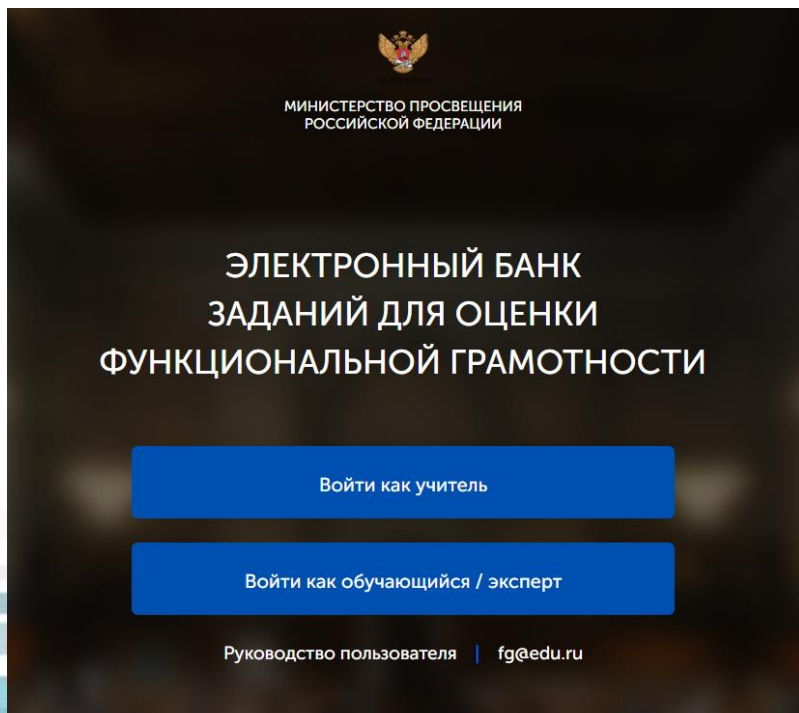 МИНИСТЕРСТВО ПРОСВЕЩЕНИЯ
РОССИЙСКОЙ ФЕДЕРАЦИИ
ЭЛЕКТРОННЫЙ БАНК
ЗАДАНИЙ ДЛЯ ОЦЕНКИ
ФУНКЦИОНАЛЬНОЙ ГРАМОТНОСТИ
Войти как учитель
Войти как обучающийся / эксперт
Руководство пользователя | fg@edu.ru